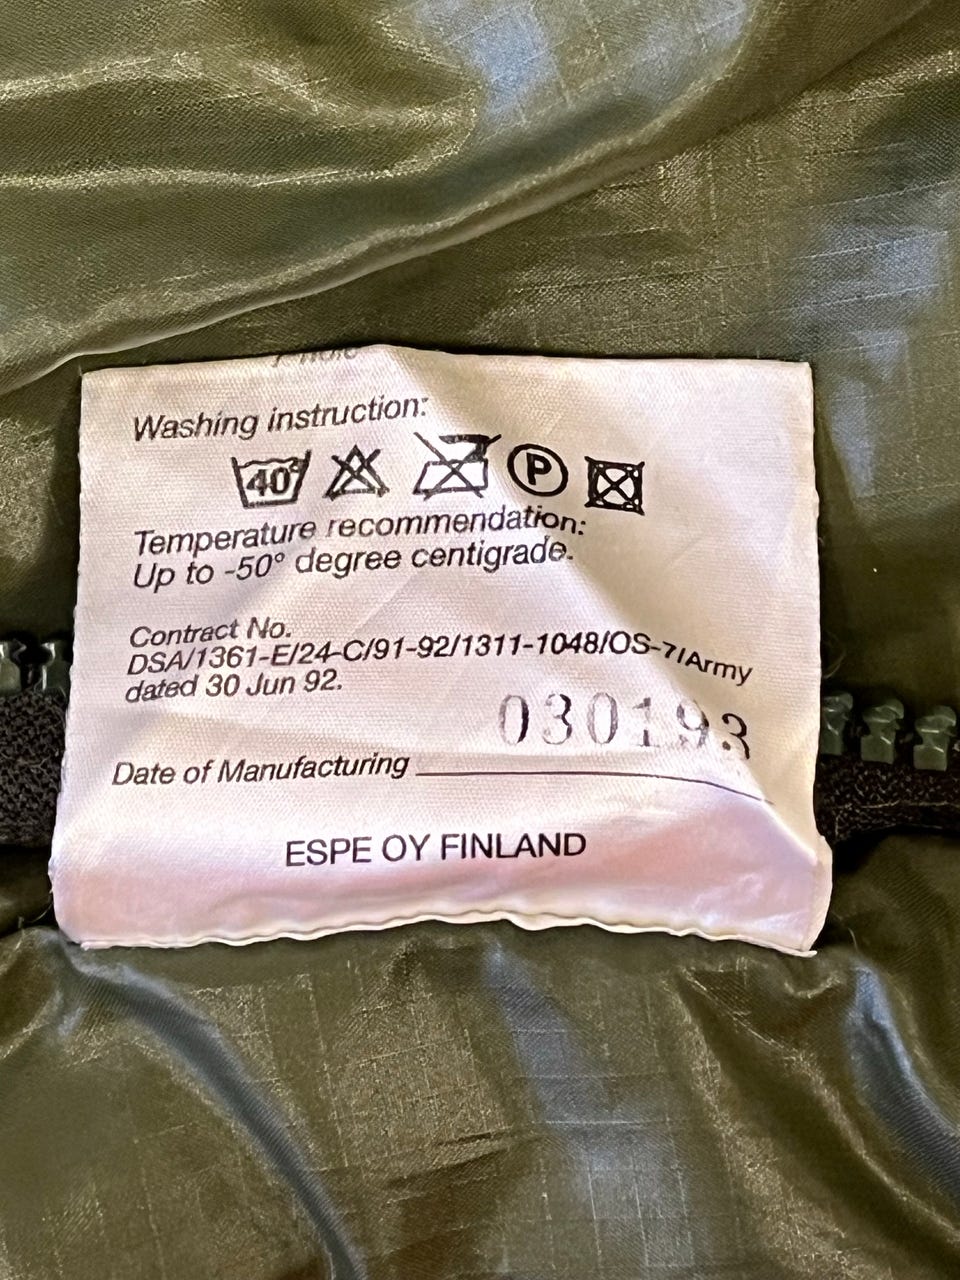 Washing instruction:
40°
P
Temperature recommendation:
Up to -50° degree centigrade.
Contract No.
DSA/1361-E/24-C/91-92/1311-1048/OS-7/Army
dated 30 Jun 92.
030193
Date of Manufacturing
ESPE OY FINLAND